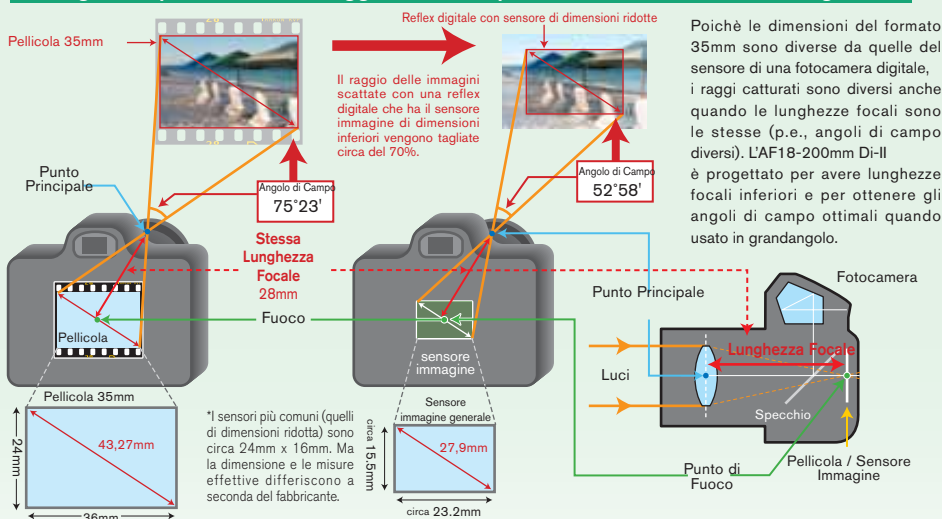 Pellicola 35mm
Reflex digitale con sensore di dimensioni ridotte
Il raggio delle immagini
scattate con una reflex
digitale che ha il sensore
immagine di dimensioni
inferiori vengono tagliate
circa del 70%.
Poichè le dimensioni del formato
35mm sono diverse da quelle del
sensore di una fotocamera digitale,
i raggi catturati sono diversi anche
quando le lunghezze focali sono
le stesse (p.e., angoli di campo
diversi). L'AF18-200mm Di-II
è progettato per avere lunghezze
focali inferiori e per ottenere gli
angoli di campo ottimali quando
usato in grandangolo.
Punto
Principale
Angolo di Campo
75°23'
Angolo di Campo
52°58'
Stessa
Lunghezza
Focale
28mm
Fuoco
Pellicola
sensore
immagine
Punto Principale
Fotocamera
Lunghezza Focale
Luci
Specchio
Punto di
Fuoco
Pellicola / Sensore
Immagine
Pellicola 35mm
43,27mm
24mm
36mm
*I sensori più comuni (quelli
di dimensioni ridotta) sono
circa 24mm x 16mm. Ma
la dimensione e le misure
effettive differiscono a
seconda del fabbricante.
Sensore
immagine generale
27,9mm
circa 15.5mm
circa 23.2mm